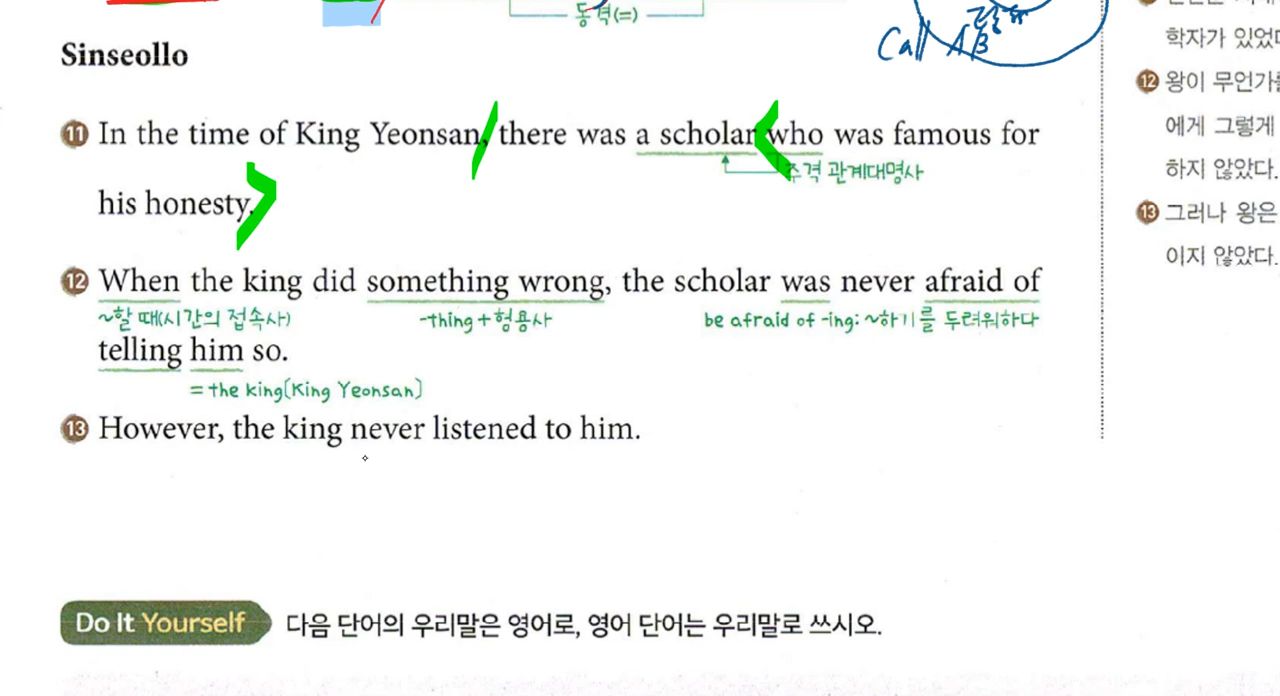 동격(=)
Call AB
Sinseollo
학자가 있었
⑫ 왕이 무언가를
⑪ In the time of King Yeonsan, there was a scholar who was famous for
에게 그렇게
주격 관계대명사
하지 않았다.
his honesty.
⑬ 그러나 왕은
이지 않았다.
⑫ When the king did something wrong, the scholar was never afraid of
~할 때(시간의 접속사)
-thing+형용사
be afraid of -ing: ~하기를 두려워하다
telling him so.
= the king(King Yeonsan)
⑬ However, the king never listened to him.
Do It Yourself 다음 단어의 우리말은 영어로, 영어 단어는 우리말로 쓰시오.